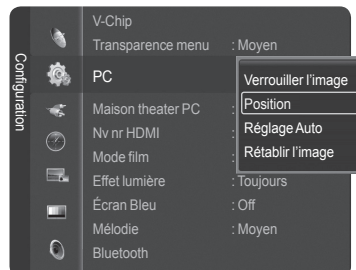 Configuration
V-Chip
Transparence menu : Moyen
PC
Verrouiller l'image
Position
Réglage Auto
Rétablir l'image
Maison theater PC :
Nv nr HDMI :
Mode film :
Effet lumière : Toujours
Écran Bleu : Off
Mélodie : Moyen
Bluetooth